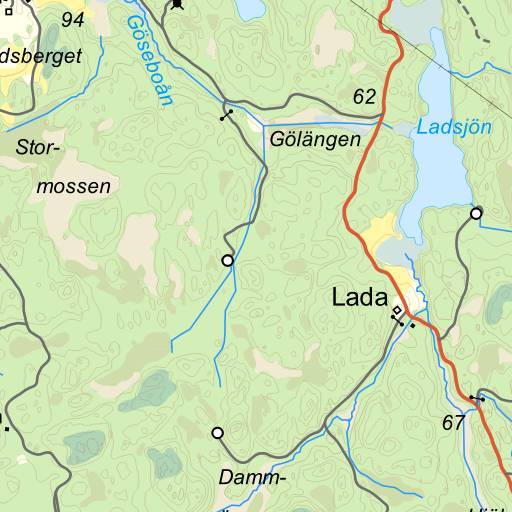 94
dsberget
Göseboån
62
Ladsjön
Gölängen
Stor-
mossen
Lada
67
Damm-